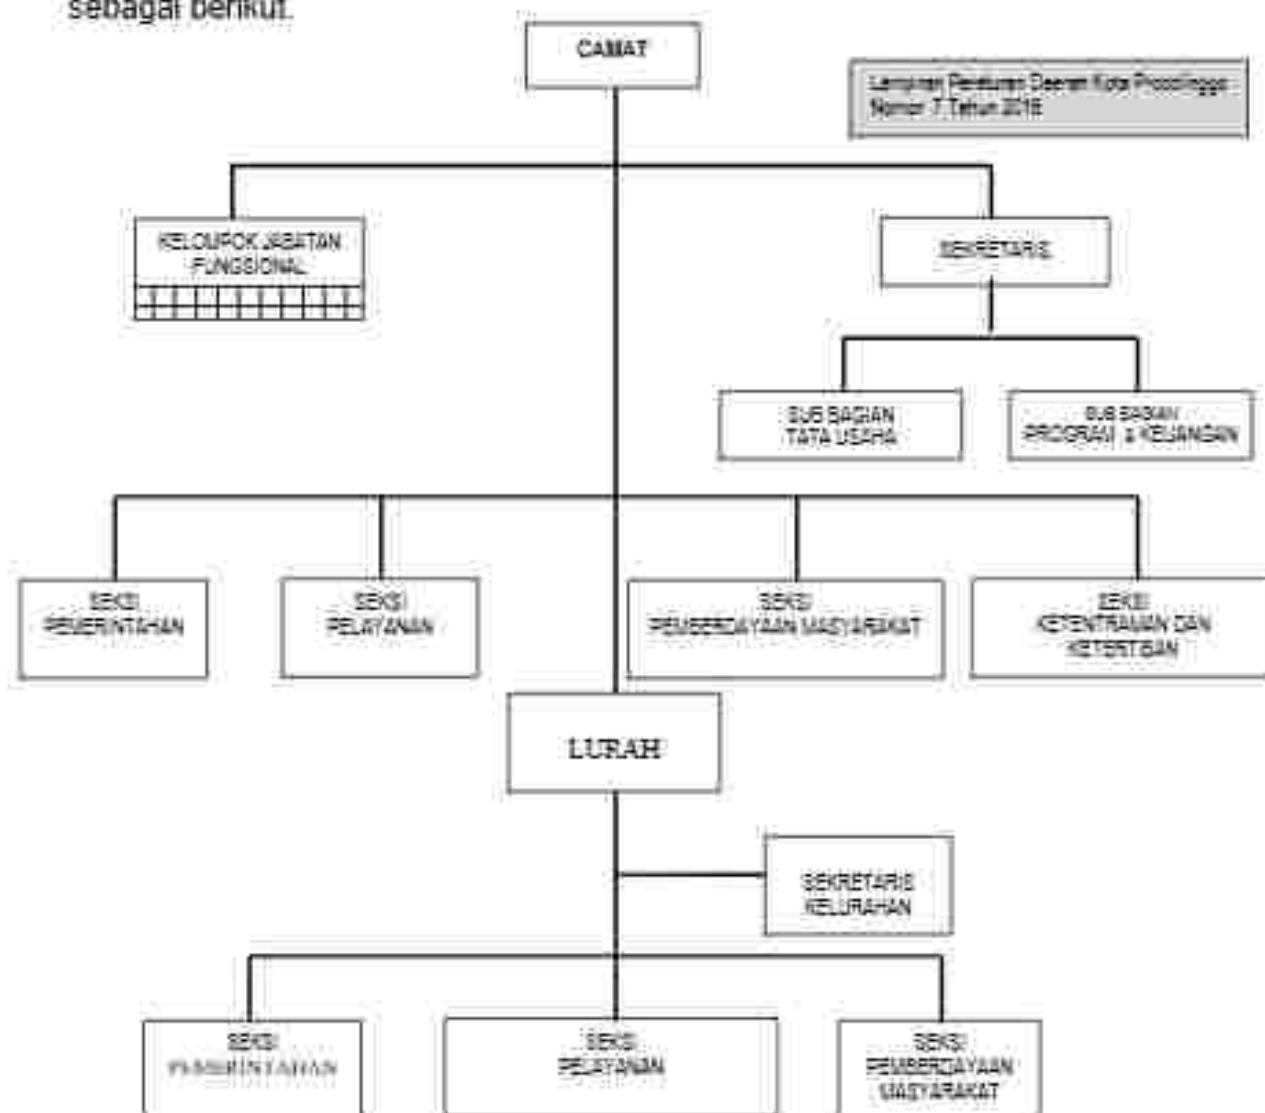 sebagai berikut.
CAMAT
Lampiran Peraturan Daerah Kota Probolinggo
Nomor 7 Tahun
KELOMPOK JABATAN
FUNGSIONAL
SEKRETARIS
SUB BAGIAN
TATA USAHA
SUB BAGIAN
PROGRAM & KEUANGAN
SEKSI
PEMERINTAHAN
SEKSI
PELAYANAN
SEKSI
PEMBERDAYAAN MASYARAKAT
SEKSI
KETENTRAMAN DAN
KETERTIBAN
LURAH
SEKRETARIS
KELURAHAN
SEKSI
PEMERINTAHAN
SEKSI
PELAYANAN
SEKSI
PEMBERDAYAAN
MASYARAKAT